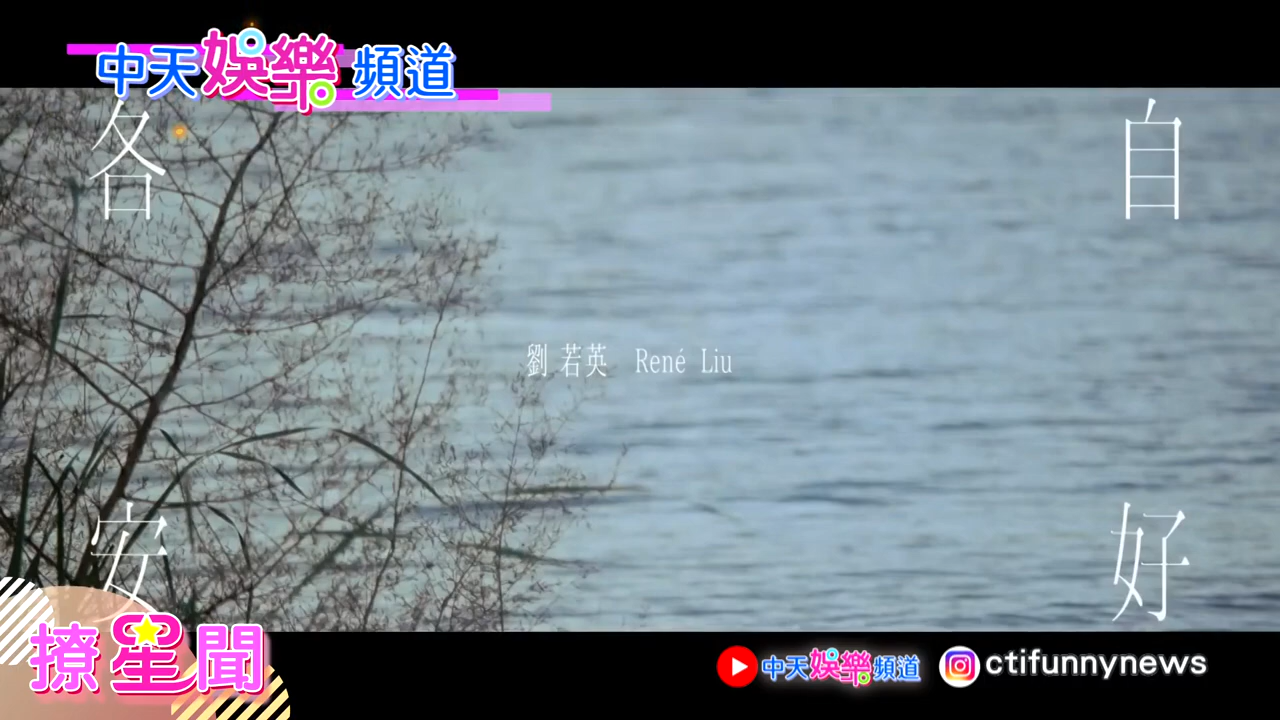 中天娛樂頻道
各自
劉若英 René Liu
安好
撩星聞
中天娛樂頻道
ctifunnynews